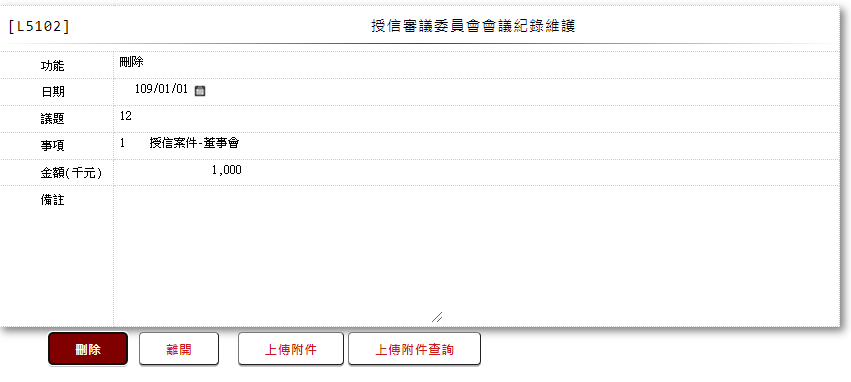 [L5102] 授信審議委員會會議紀錄維護
功能 刪除
日期 109/01/01
議題 12
事項 1 授信案件-董事會
金額(千元) 1,000
備註
刪除 離開 上傳附件 上傳附件查詢